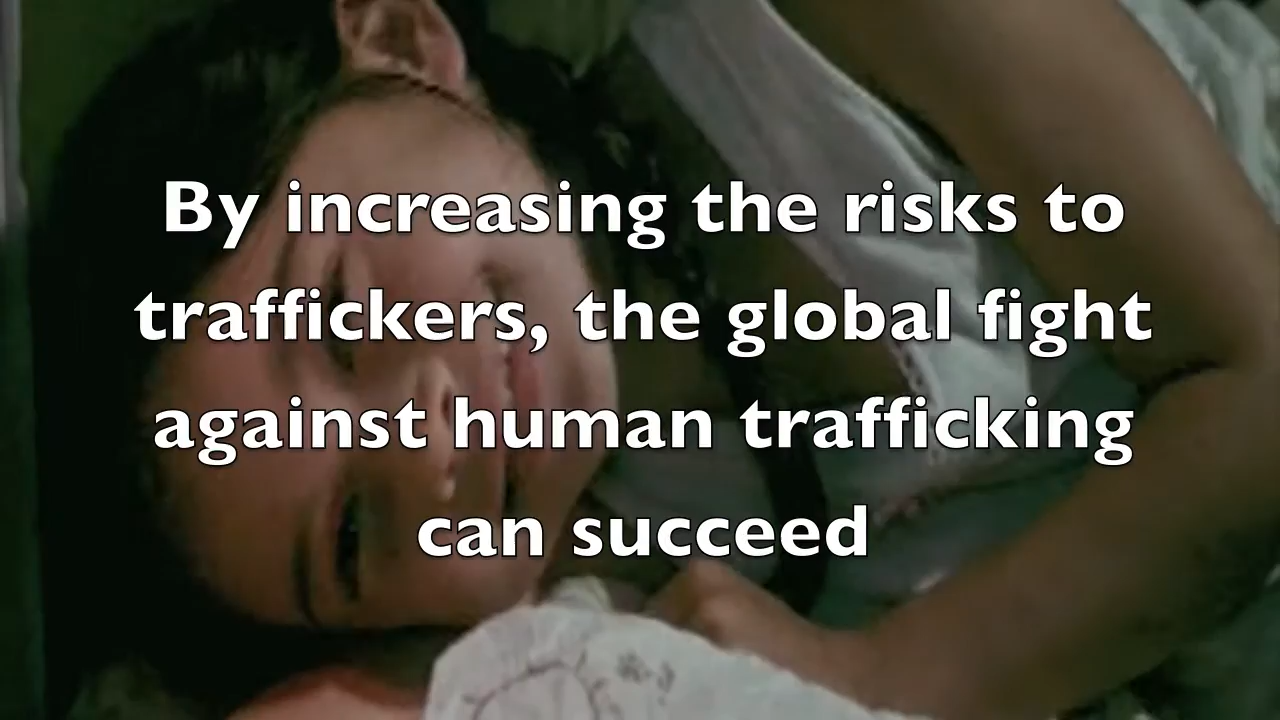 By increasing the risks to
traffickers, the global fight
against human trafficking
can succeed